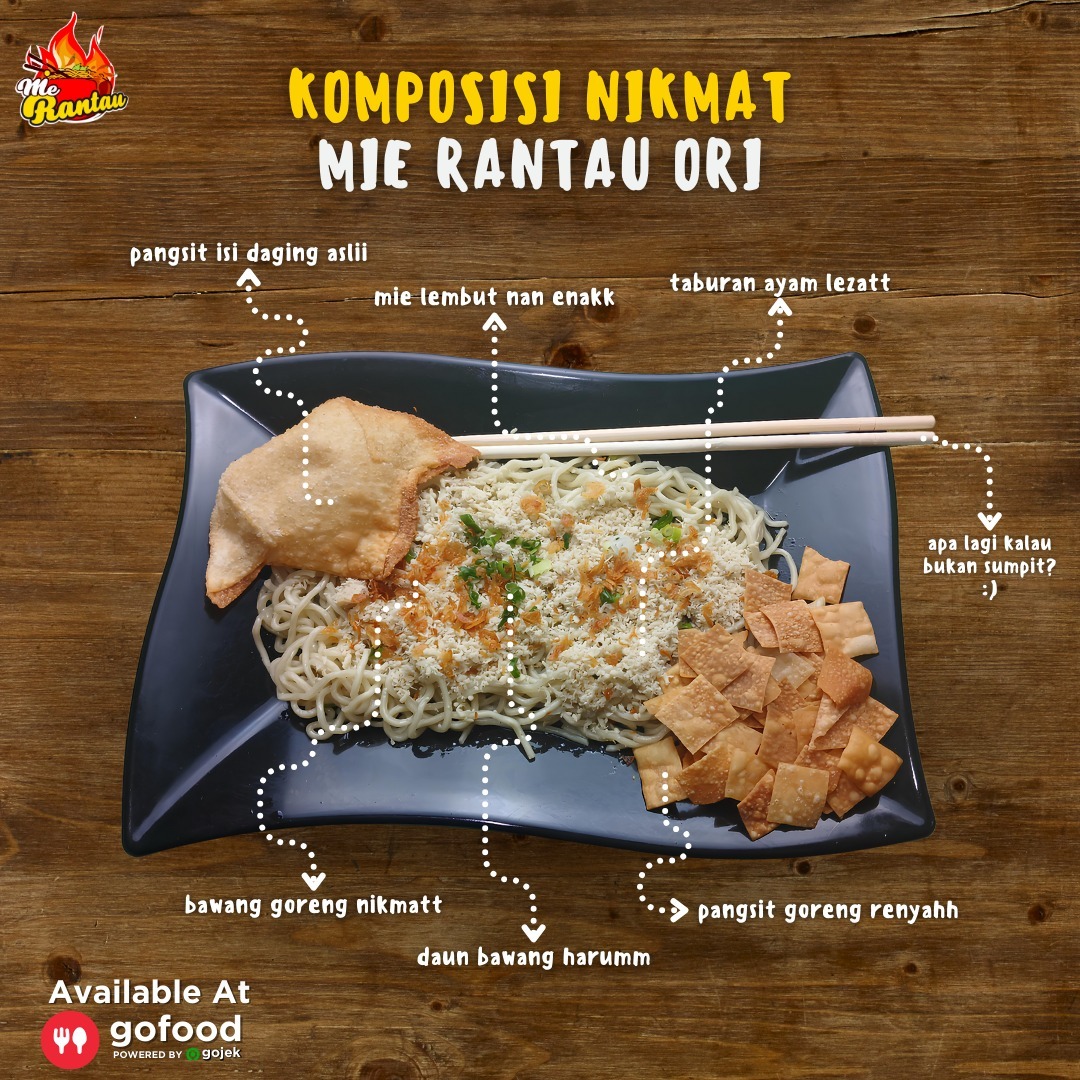 Me
Rantau
KOMPOSISI NIKMAT
MIE RANTAU ORI
pangsit isi daging aslii
mie lembut nan enakk
taburan ayam lezatt
apa lagi kalau
bukan sumpit?
:)
bawang goreng nikmatt
pangsit goreng renyahh
daun bawang harumm
Available At
gofood
POWERED BY gojek